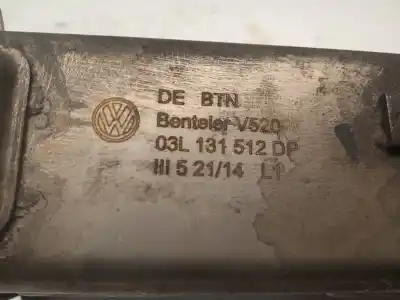 DE BTN
Benteler V520
03L 131 512 DP
III 5 21/14 L1